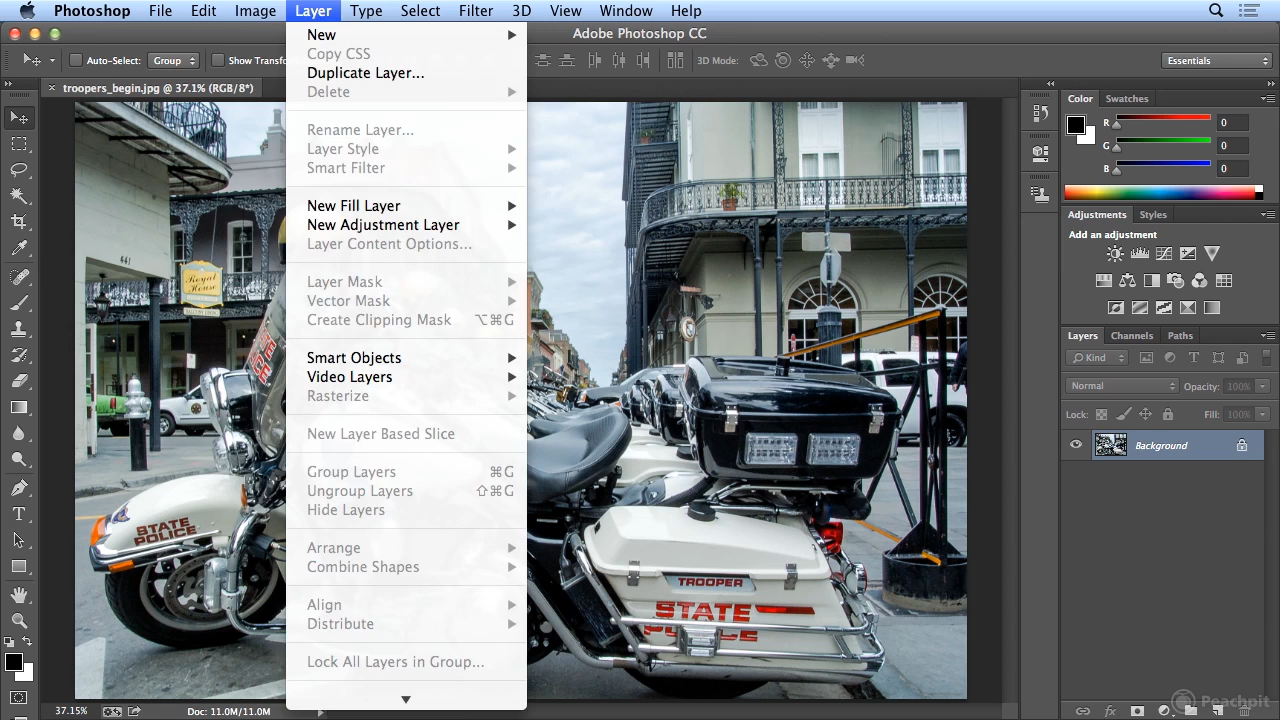 Photoshop File Edit Image Layer Type Select Filter 3D View Window Help
Adobe Photoshop CC
Auto-Select: Group Show Transfo 3D Mode: Essentials
troopers_begin.jpg @ 37.1% (RGB/8*)
New
Copy CSS
Duplicate Layer...
Delete
Rename Layer...
Layer Style
Smart Filter
New Fill Layer
New Adjustment Layer
Layer Content Options...
Layer Mask
Vector Mask
Create Clipping Mask ⌥⌘G
Smart Objects
Video Layers
Rasterize
New Layer Based Slice
Group Layers ⌘G
Ungroup Layers ⇧⌘G
Hide Layers
Arrange
Combine Shapes
Align
Distribute
Lock All Layers in Group...
441
Royal
House
STATE
POLICE
TROOPER
STATE
POLICE
Color Swatches
R 0
G 0
B 0
Adjustments Styles
Add an adjustment
Layers Channels Paths
Kind
Normal Opacity: 100%
Lock: Fill: 100%
Background
37.15% Doc: 11.0M/11.0M
Peachpit